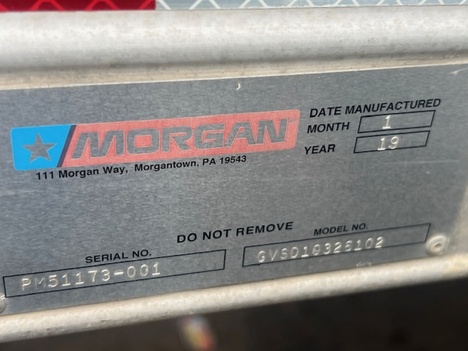 MORGAN
111 Morgan Way, Morgantown, PA 19543
DATE MANUFACTURED
MONTH 1
YEAR 19
DO NOT REMOVE
SERIAL NO. MODEL NO.
PM51173-001 GVSD10326102